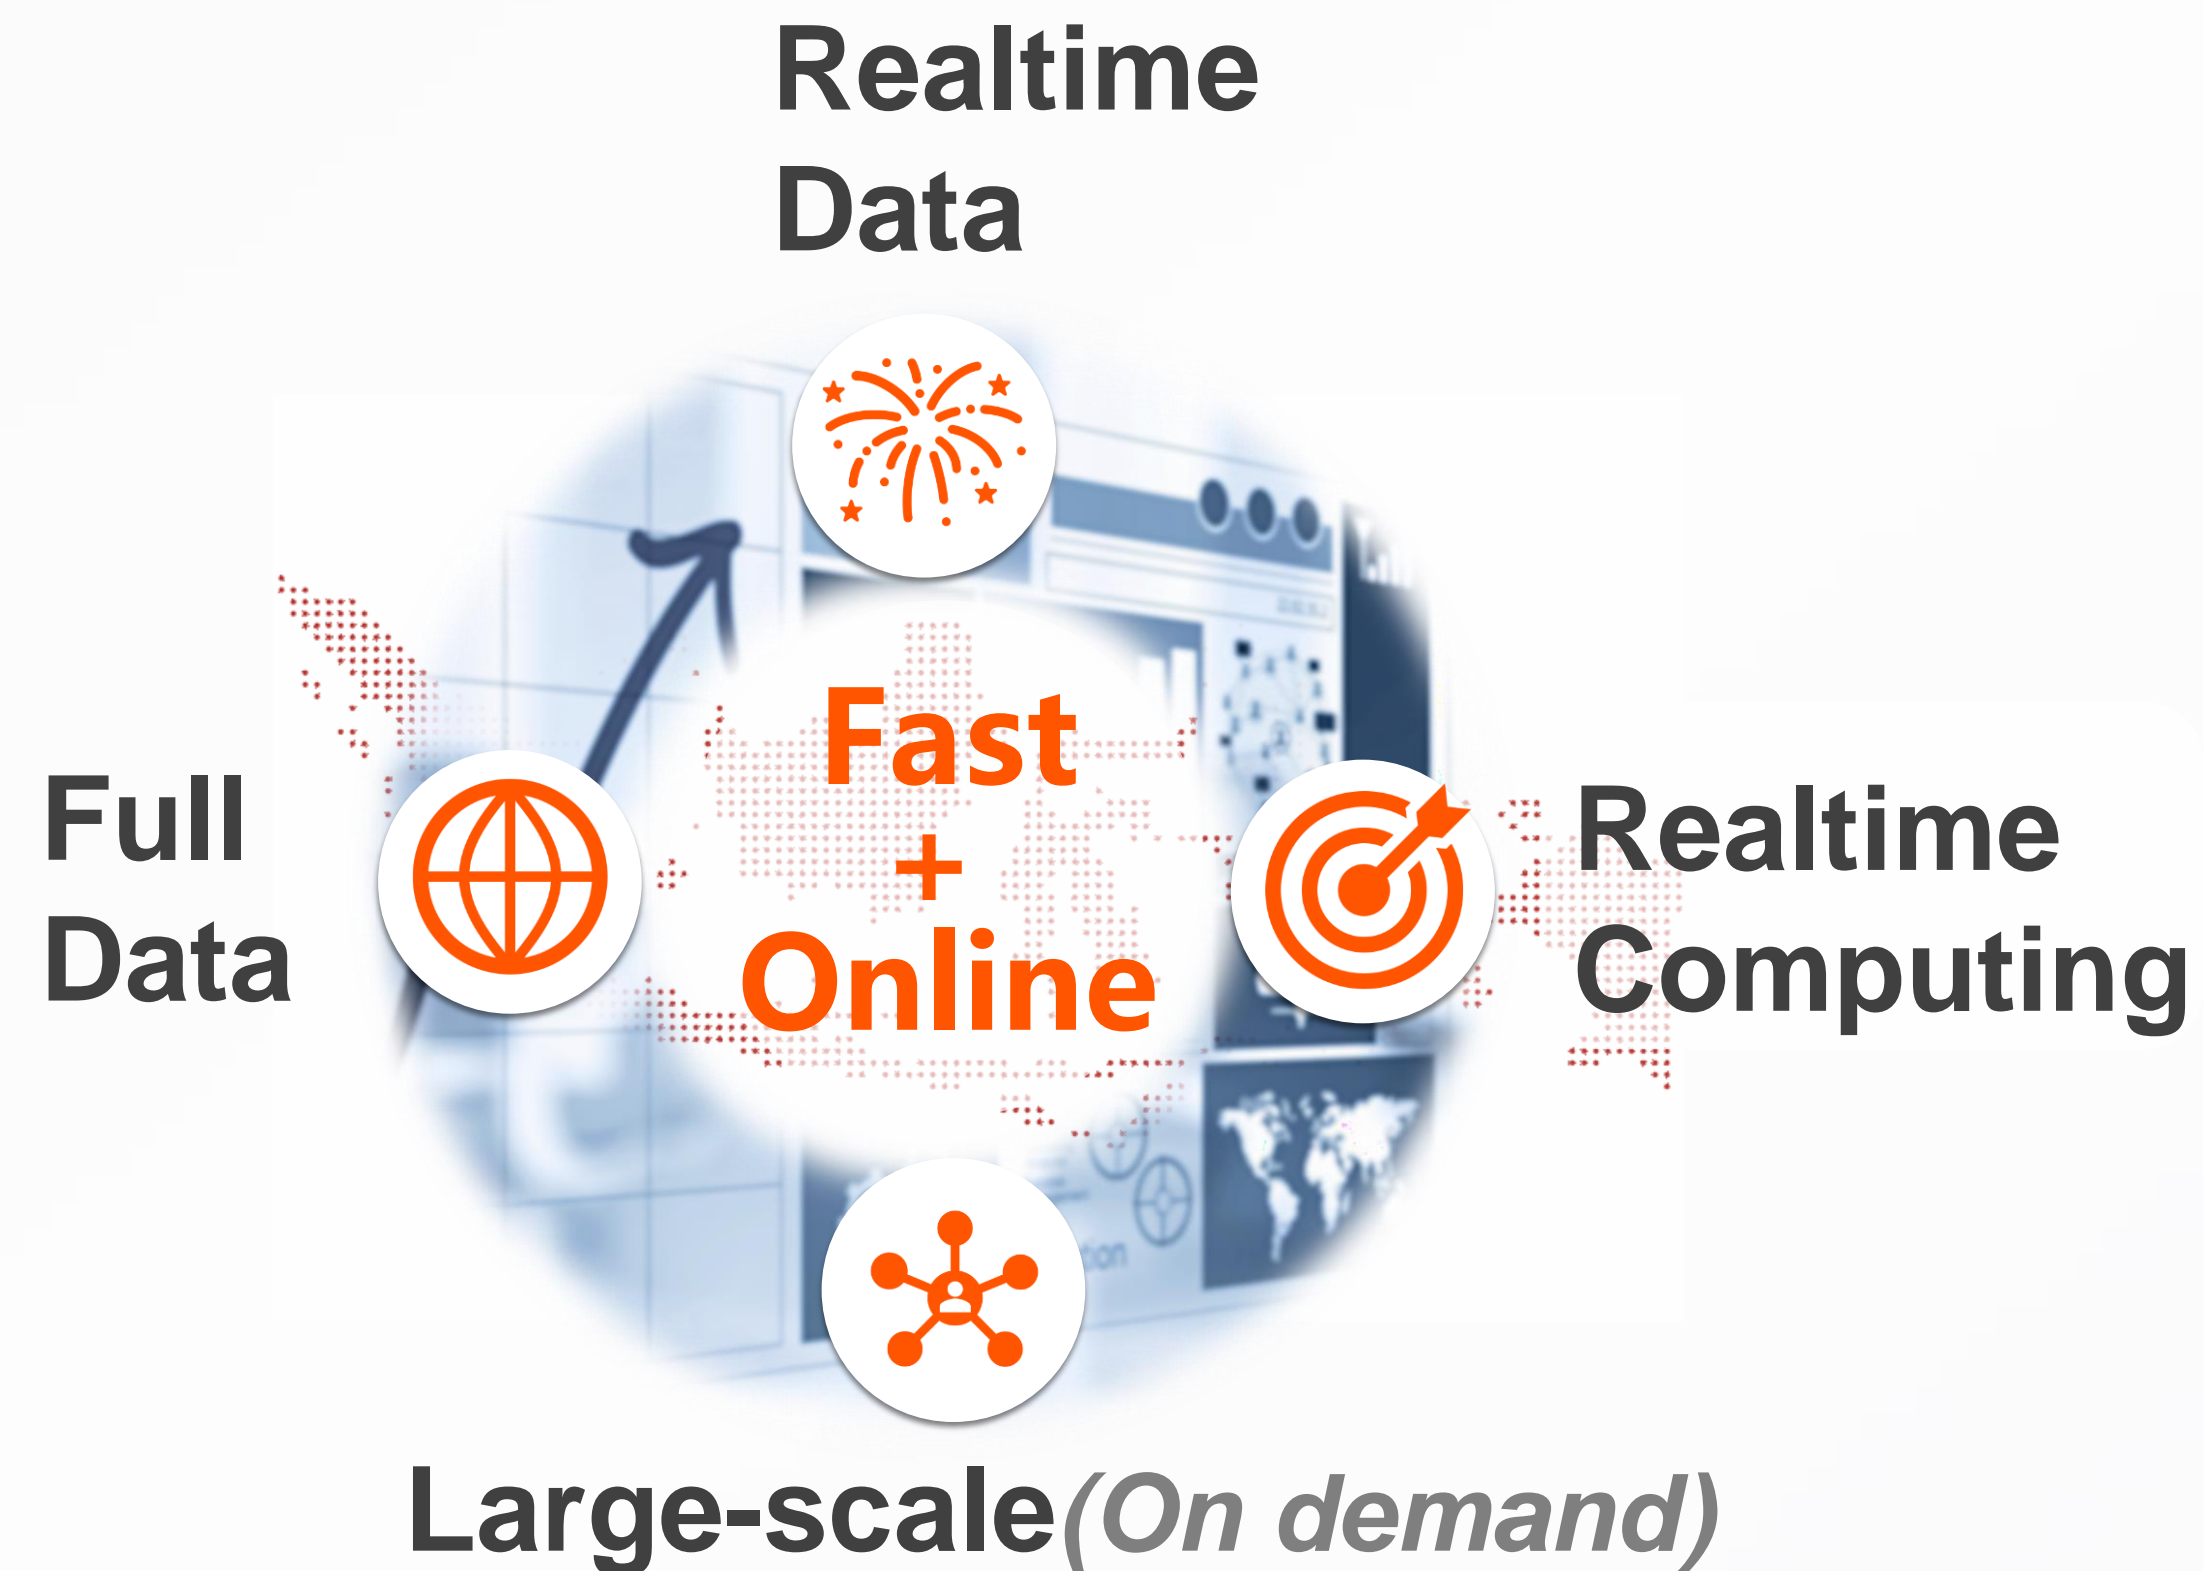 Realtime
Data
Fast
+
Online
Full
Data
Realtime
Computing
Large-scale(On demand)